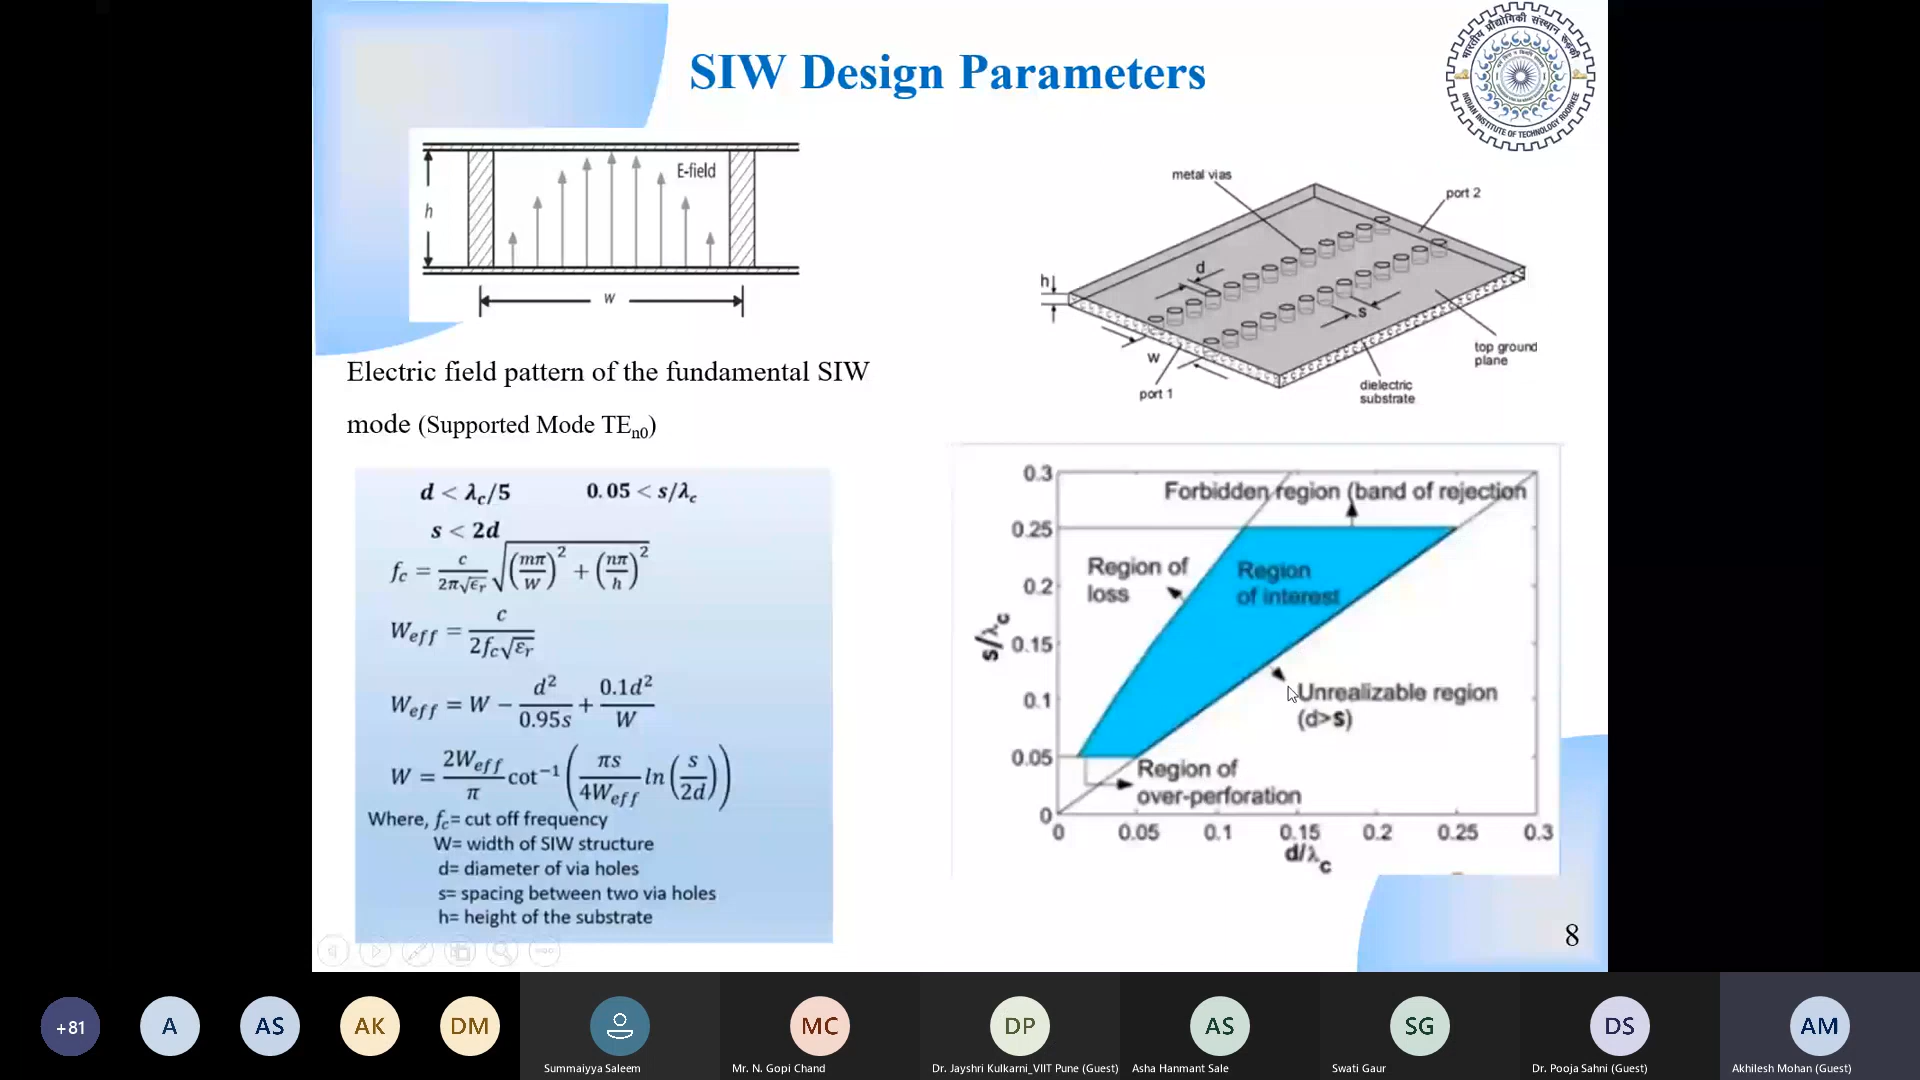 SIW Design Parameters
भारतीय प्रौद्योगिकी संस्थान रूड़की
INDIAN INSTITUTE OF TECHNOLOGY ROORKEE
E-field
h
w
metal vias
port 2
d
h
s
w
port 1
top ground
plane
dielectric
substrate
Electric field pattern of the fundamental SIW
mode (Supported Mode TEn0)
d < λc/5 0.05 < s/λc
s < 2d
fc = c/(2π√ϵr) √((mπ/W)² + (nπ/h)²)
Weff = c/(2fc√εr)
Weff = W − d²/0.95s + 0.1d²/W
W = 2Weff/π cot⁻¹(πs/4Weff ln(s/2d))
Where, fc= cut off frequency
W= width of SIW structure
d= diameter of via holes
s= spacing between two via holes
h= height of the substrate
0.3
0.25
0.2
0.15
0.1
0.05
0
s/λc
Forbidden region (band of rejection
Region of
loss
Region
of interest
Unrealizable region
(d>s)
Region of
over-perforation
0 0.05 0.1 0.15 0.2 0.25 0.3
d/λc
8
+81
A
AS
AK
DM
Summaiyya Saleem
MC
Mr. N. Gopi Chand
DP
Dr. Jayshri Kulkarni_VIIT Pune (Guest)
AS
Asha Hanmant Sale
SG
Swati Gaur
DS
Dr. Pooja Sahni (Guest)
AM
Akhilesh Mohan (Guest)